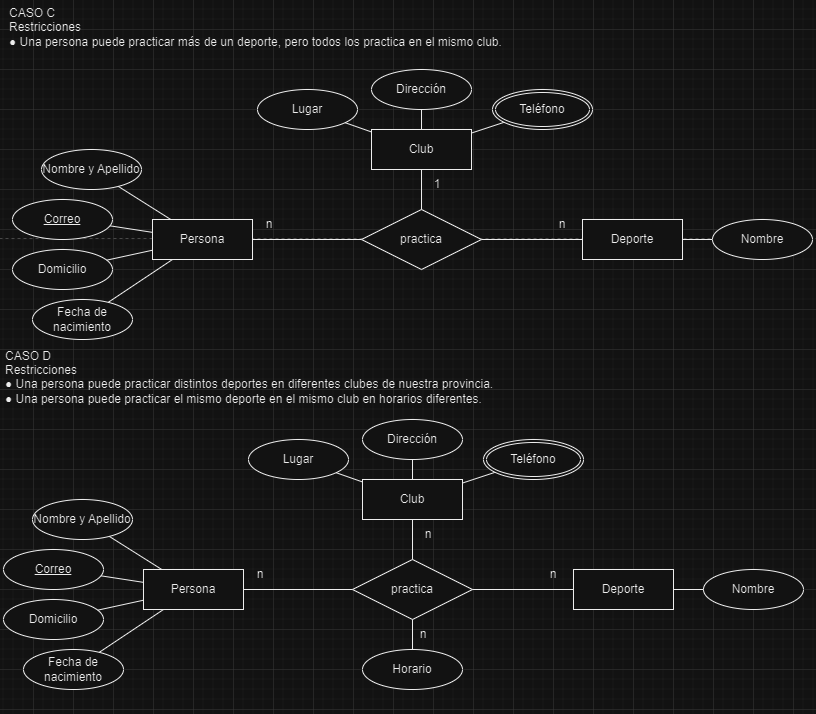 CASO C
Restricciones
● Una persona puede practicar más de un deporte, pero todos los practica en el mismo club.
Dirección
Lugar
Teléfono
Club
Nombre y Apellido
1
Correo
n
n
Persona
practica
Deporte
Nombre
Domicilio
Fecha de
nacimiento
CASO D
Restricciones
● Una persona puede practicar distintos deportes en diferentes clubes de nuestra provincia.
● Una persona puede practicar el mismo deporte en el mismo club en horarios diferentes.
Dirección
Lugar
Teléfono
Club
Nombre y Apellido
n
Correo
n
n
Persona
practica
Deporte
Nombre
Domicilio
n
Fecha de
nacimiento
Horario